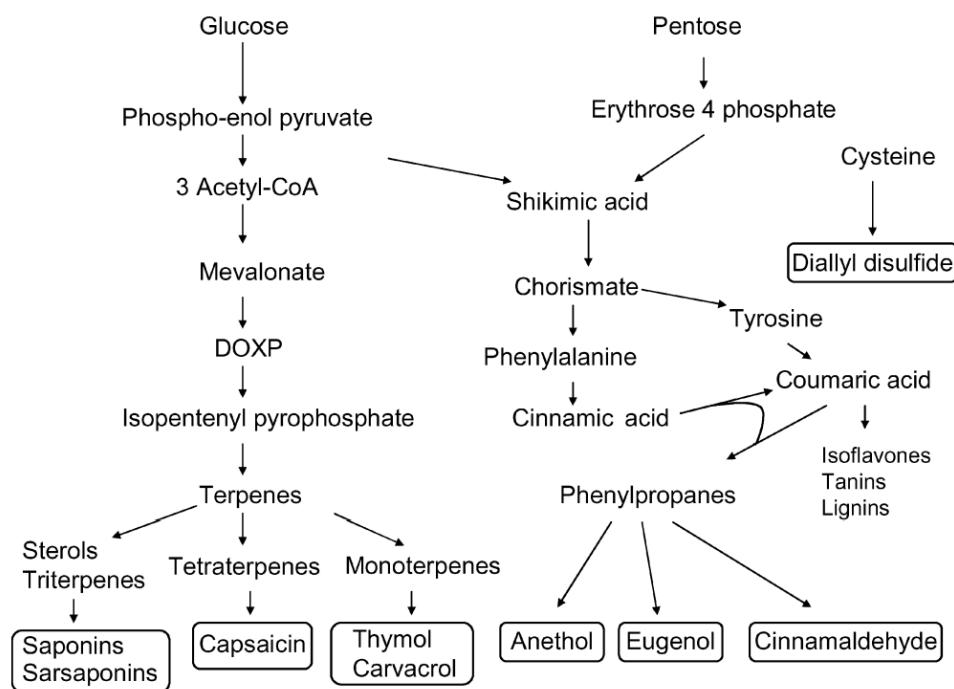 Glucose
Pentose
Phospho-enol pyruvate
Erythrose 4 phosphate
Cysteine
3 Acetyl-CoA
Shikimic acid
Diallyl disulfide
Mevalonate
Chorismate
Tyrosine
DOXP
Phenylalanine
Coumaric acid
Isopentenyl pyrophosphate
Cinnamic acid
Isoflavones
Tanins
Lignins
Terpenes
Phenylpropanes
Sterols
Triterpenes
Tetraterpenes
Monoterpenes
Saponins
Sarsaponins
Capsaicin
Thymol
Carvacrol
Anethol
Eugenol
Cinnamaldehyde